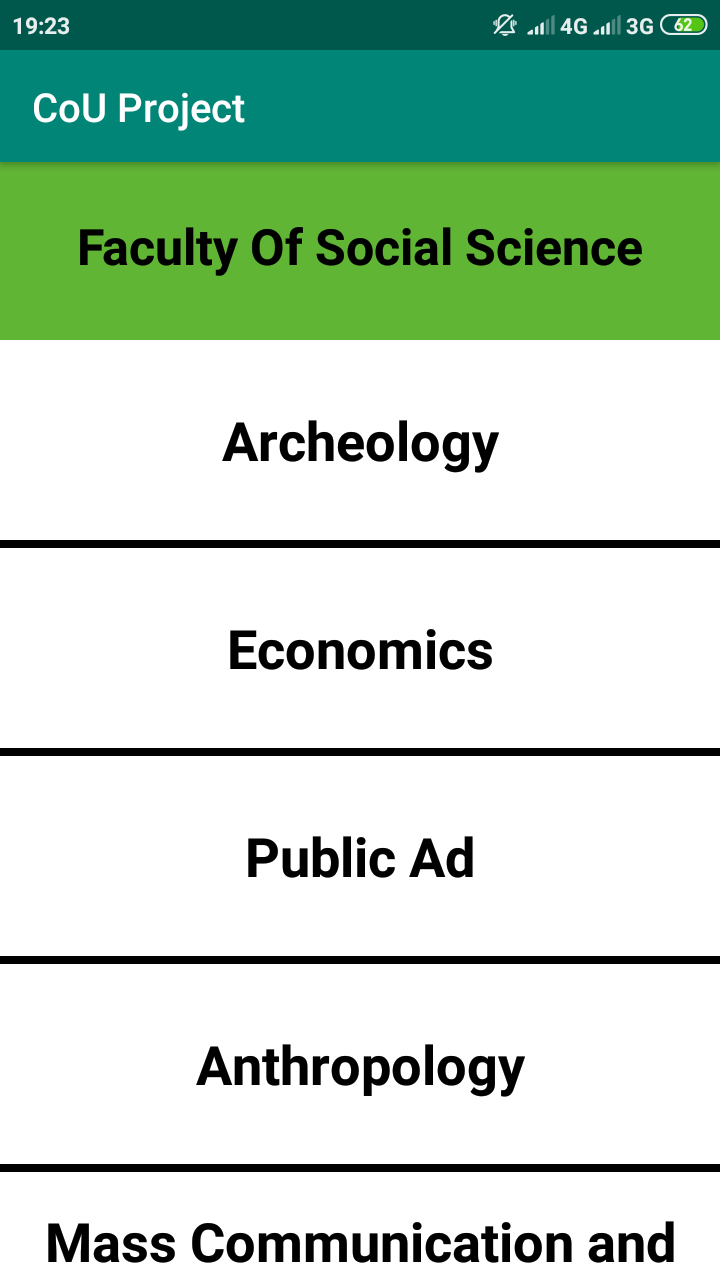 19:23 4G 3G 62
CoU Project
Faculty Of Social Science
Archeology
Economics
Public Ad
Anthropology
Mass Communication and